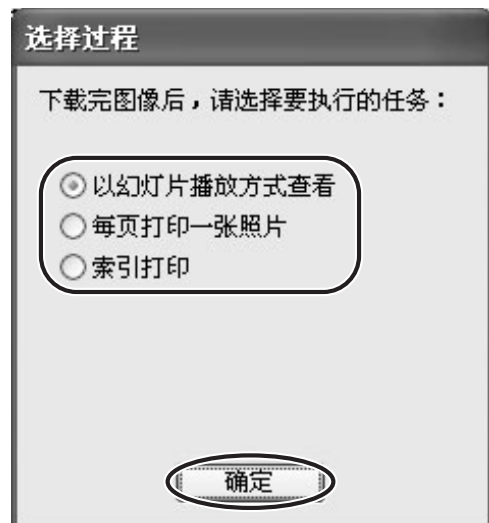 选择过程
下载完图像后，请选择要执行的任务：
以幻灯片播放方式查看
每页打印一张照片
索引打印
确定